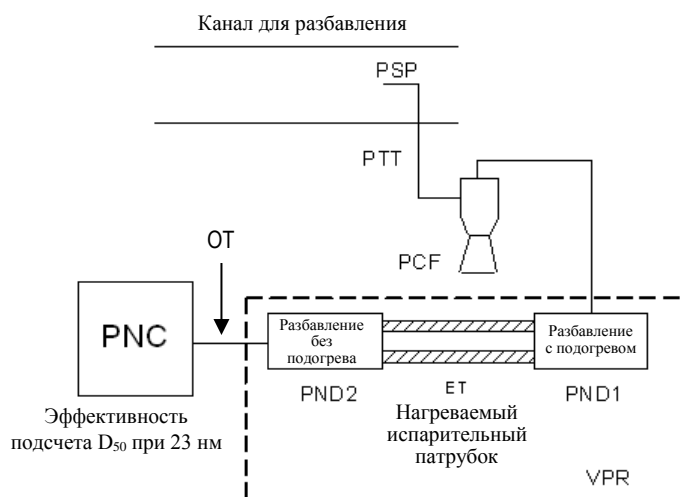 Канал для разбавления
PSP
PTT
PCF
OT
PNC
Разбавление
без
подогрева
Разбавление
с подогревом
PND2
ET
PND1
Нагреваемый
испарительный
патрубок
Эффективность
подсчета D₅₀ при 23 нм
VPR